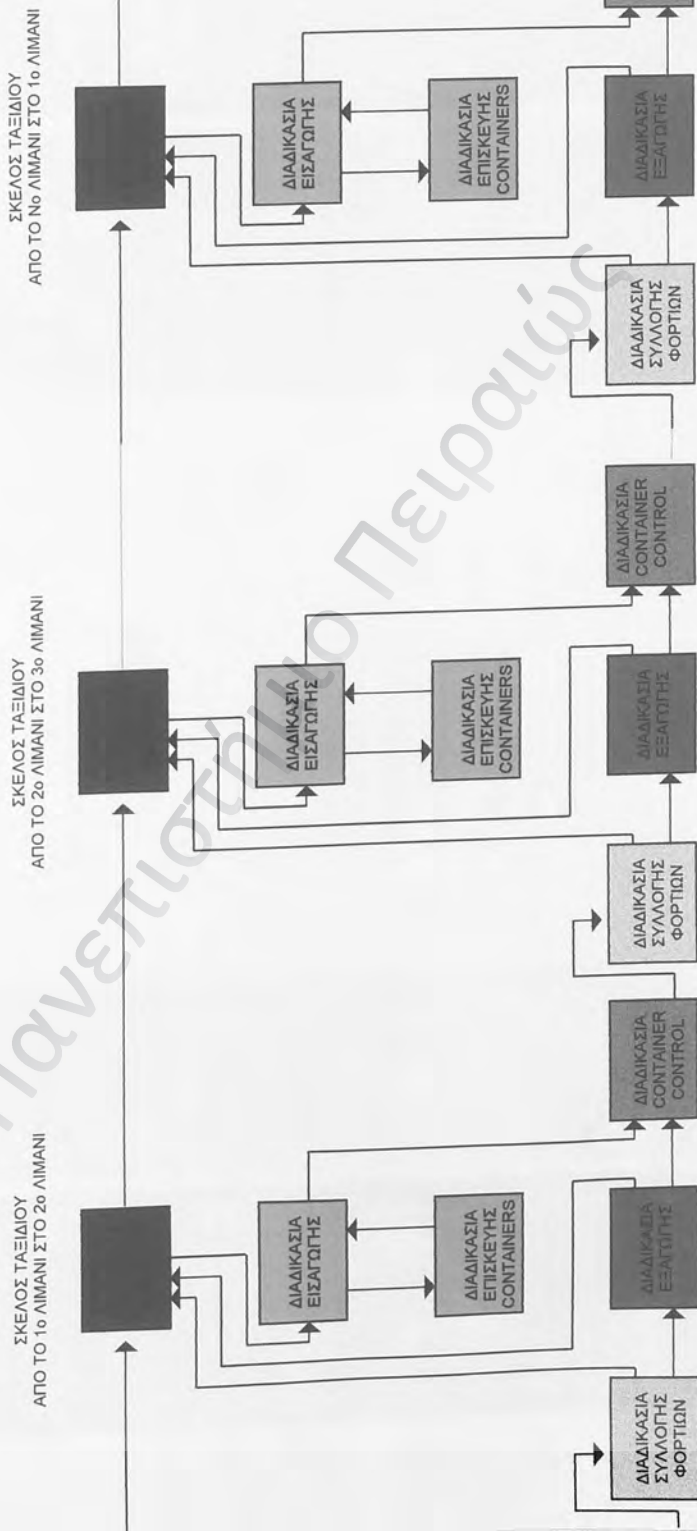 ΣΚΕΛΟΣ ΤΑΞΙΔΙΟΥ
ΑΠΟ ΤΟ 1ο ΛΙΜΑΝΙ ΣΤΟ 2ο ΛΙΜΑΝΙ
ΔΙΑΔΙΚΑΣΙΑ
ΕΙΣΑΓΩΓΗΣ
ΔΙΑΔΙΚΑΣΙΑ
ΕΠΙΣΚΕΥΗΣ
CONTAINERS
ΔΙΑΔΙΚΑΣΙΑ
ΣΥΛΛΟΓΗΣ
ΦΟΡΤΙΩΝ
ΔΙΑΔΙΚΑΣΙΑ
ΕΞΑΓΩΓΗΣ
ΔΙΑΔΙΚΑΣΙΑ
CONTAINER
CONTROL
ΣΚΕΛΟΣ ΤΑΞΙΔΙΟΥ
ΑΠΟ ΤΟ 2ο ΛΙΜΑΝΙ ΣΤΟ 3ο ΛΙΜΑΝΙ
ΔΙΑΔΙΚΑΣΙΑ
ΕΙΣΑΓΩΓΗΣ
ΔΙΑΔΙΚΑΣΙΑ
ΕΠΙΣΚΕΥΗΣ
CONTAINERS
ΔΙΑΔΙΚΑΣΙΑ
ΣΥΛΛΟΓΗΣ
ΦΟΡΤΙΩΝ
ΔΙΑΔΙΚΑΣΙΑ
ΕΞΑΓΩΓΗΣ
ΔΙΑΔΙΚΑΣΙΑ
CONTAINER
CONTROL
ΣΚΕΛΟΣ ΤΑΞΙΔΙΟΥ
ΑΠΟ ΤΟ Νο ΛΙΜΑΝΙ ΣΤΟ 1ο ΛΙΜΑΝΙ
ΔΙΑΔΙΚΑΣΙΑ
ΕΙΣΑΓΩΓΗΣ
ΔΙΑΔΙΚΑΣΙΑ
ΕΠΙΣΚΕΥΗΣ
CONTAINERS
ΔΙΑΔΙΚΑΣΙΑ
ΣΥΛΛΟΓΗΣ
ΦΟΡΤΙΩΝ
ΔΙΑΔΙΚΑΣΙΑ
ΕΞΑΓΩΓΗΣ
Πανεπιστήμιο Πειραιώς